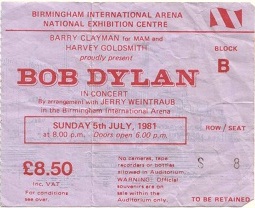 BIRMINGHAM INTERNATIONAL ARENA
NATIONAL EXHIBITION CENTRE
BARRY CLAYMAN for MAM and
HARVEY GOLDSMITH
proudly present
BOB DYLAN
IN CONCERT
By arrangement with JERRY WEINTRAUB
in the Birmingham International Arena
SUNDAY 5th JULY, 1981
at 8.00 p.m. Doors open 6.00 p.m.
BLOCK
B
ROW / SEAT
S 8
£8.50
inc. VAT
For conditions
see over
No cameras, tape
recorders or bottles
allowed in Auditorium.
WARNING: Official
souvenirs are on
sale within the
Auditorium only.
TO BE RETAINED